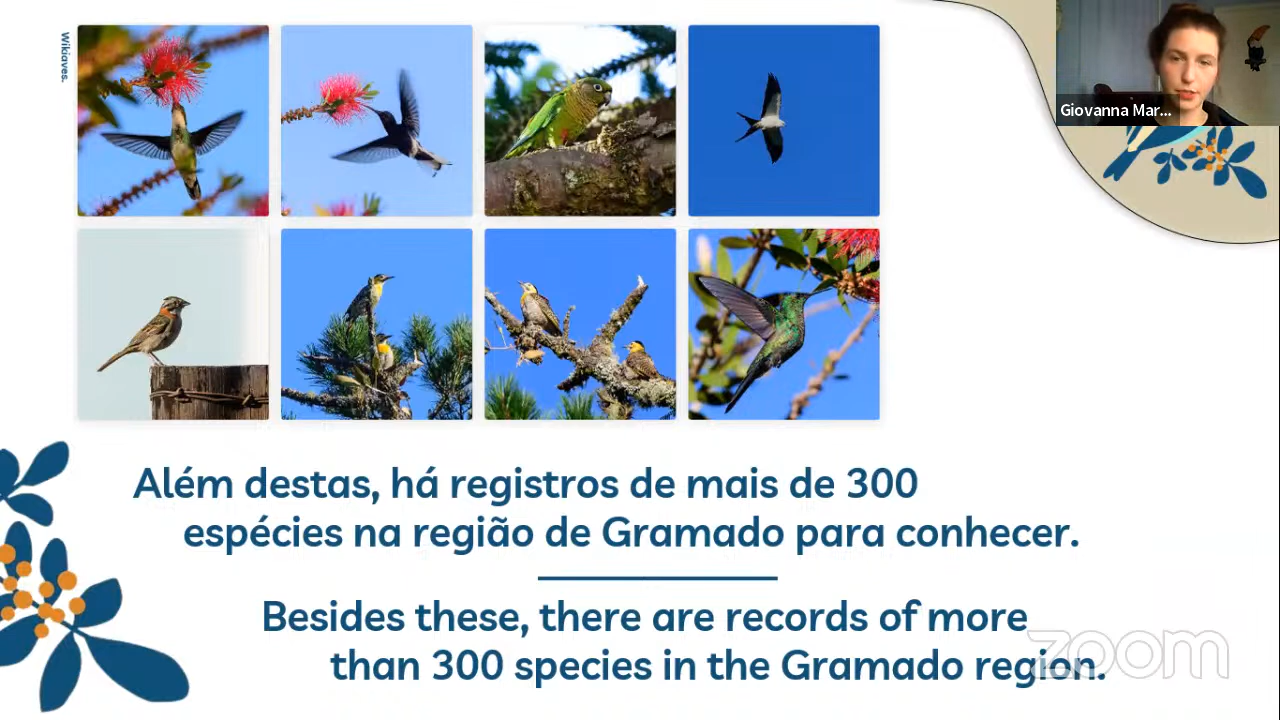 Wikiaves.
Giovanna Mar...
Além destas, há registros de mais de 300
espécies na região de Gramado para conhecer.
Besides these, there are records of more
than 300 species in the Gramado region.
zoom